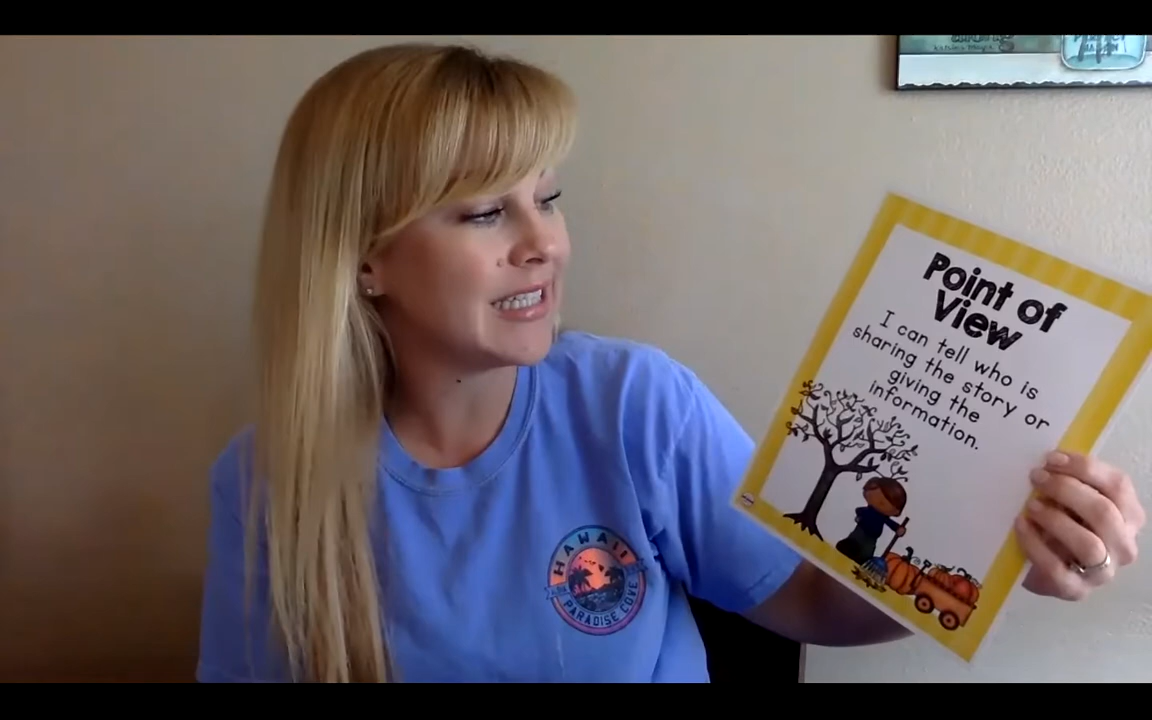 Point of
View
I can tell who is
sharing the story or
giving the
information.
HAWAII
PARADISE COVE